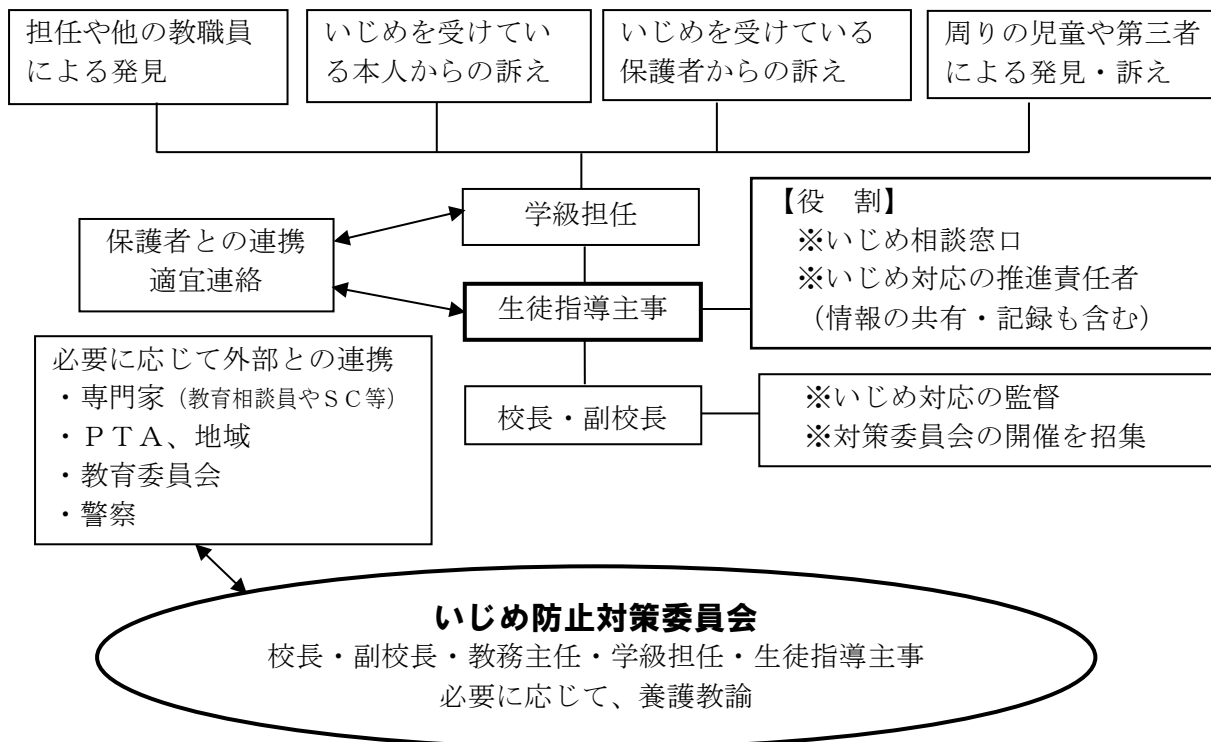 担任や他の教職員
による発見
いじめを受けてい
る本人からの訴え
いじめを受けている
保護者からの訴え
周りの児童や第三者
による発見・訴え
学級担任
保護者との連携
適宜連絡
【役　割】
※いじめ相談窓口
※いじめ対応の推進責任者
（情報の共有・記録も含む）
生徒指導主事
必要に応じて外部との連携
・専門家（教育相談員やＳＣ等）
・ＰＴＡ、地域
・教育委員会
・警察
校長・副校長
※いじめ対応の監督
※対策委員会の開催を招集
いじめ防止対策委員会
校長・副校長・教務主任・学級担任・生徒指導主事
必要に応じて、養護教諭